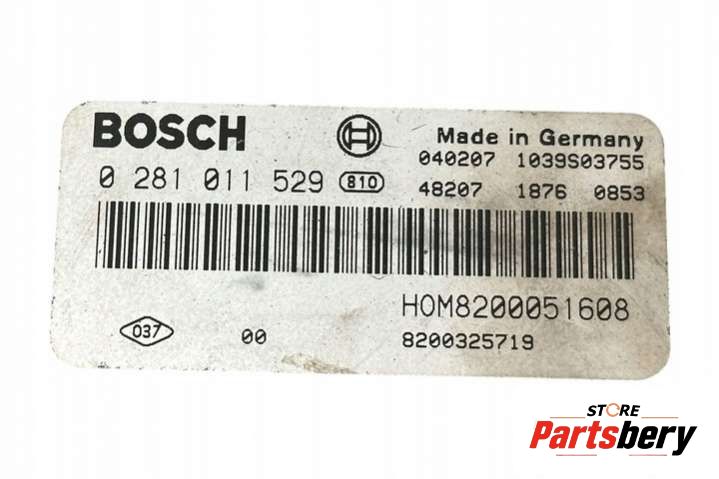 BOSCH
Made in Germany
040207 1039S03755
0 281 011 529 810
48207 1876 0853
HOM8200051608
037 00 8200325719
STORE
Partsbery